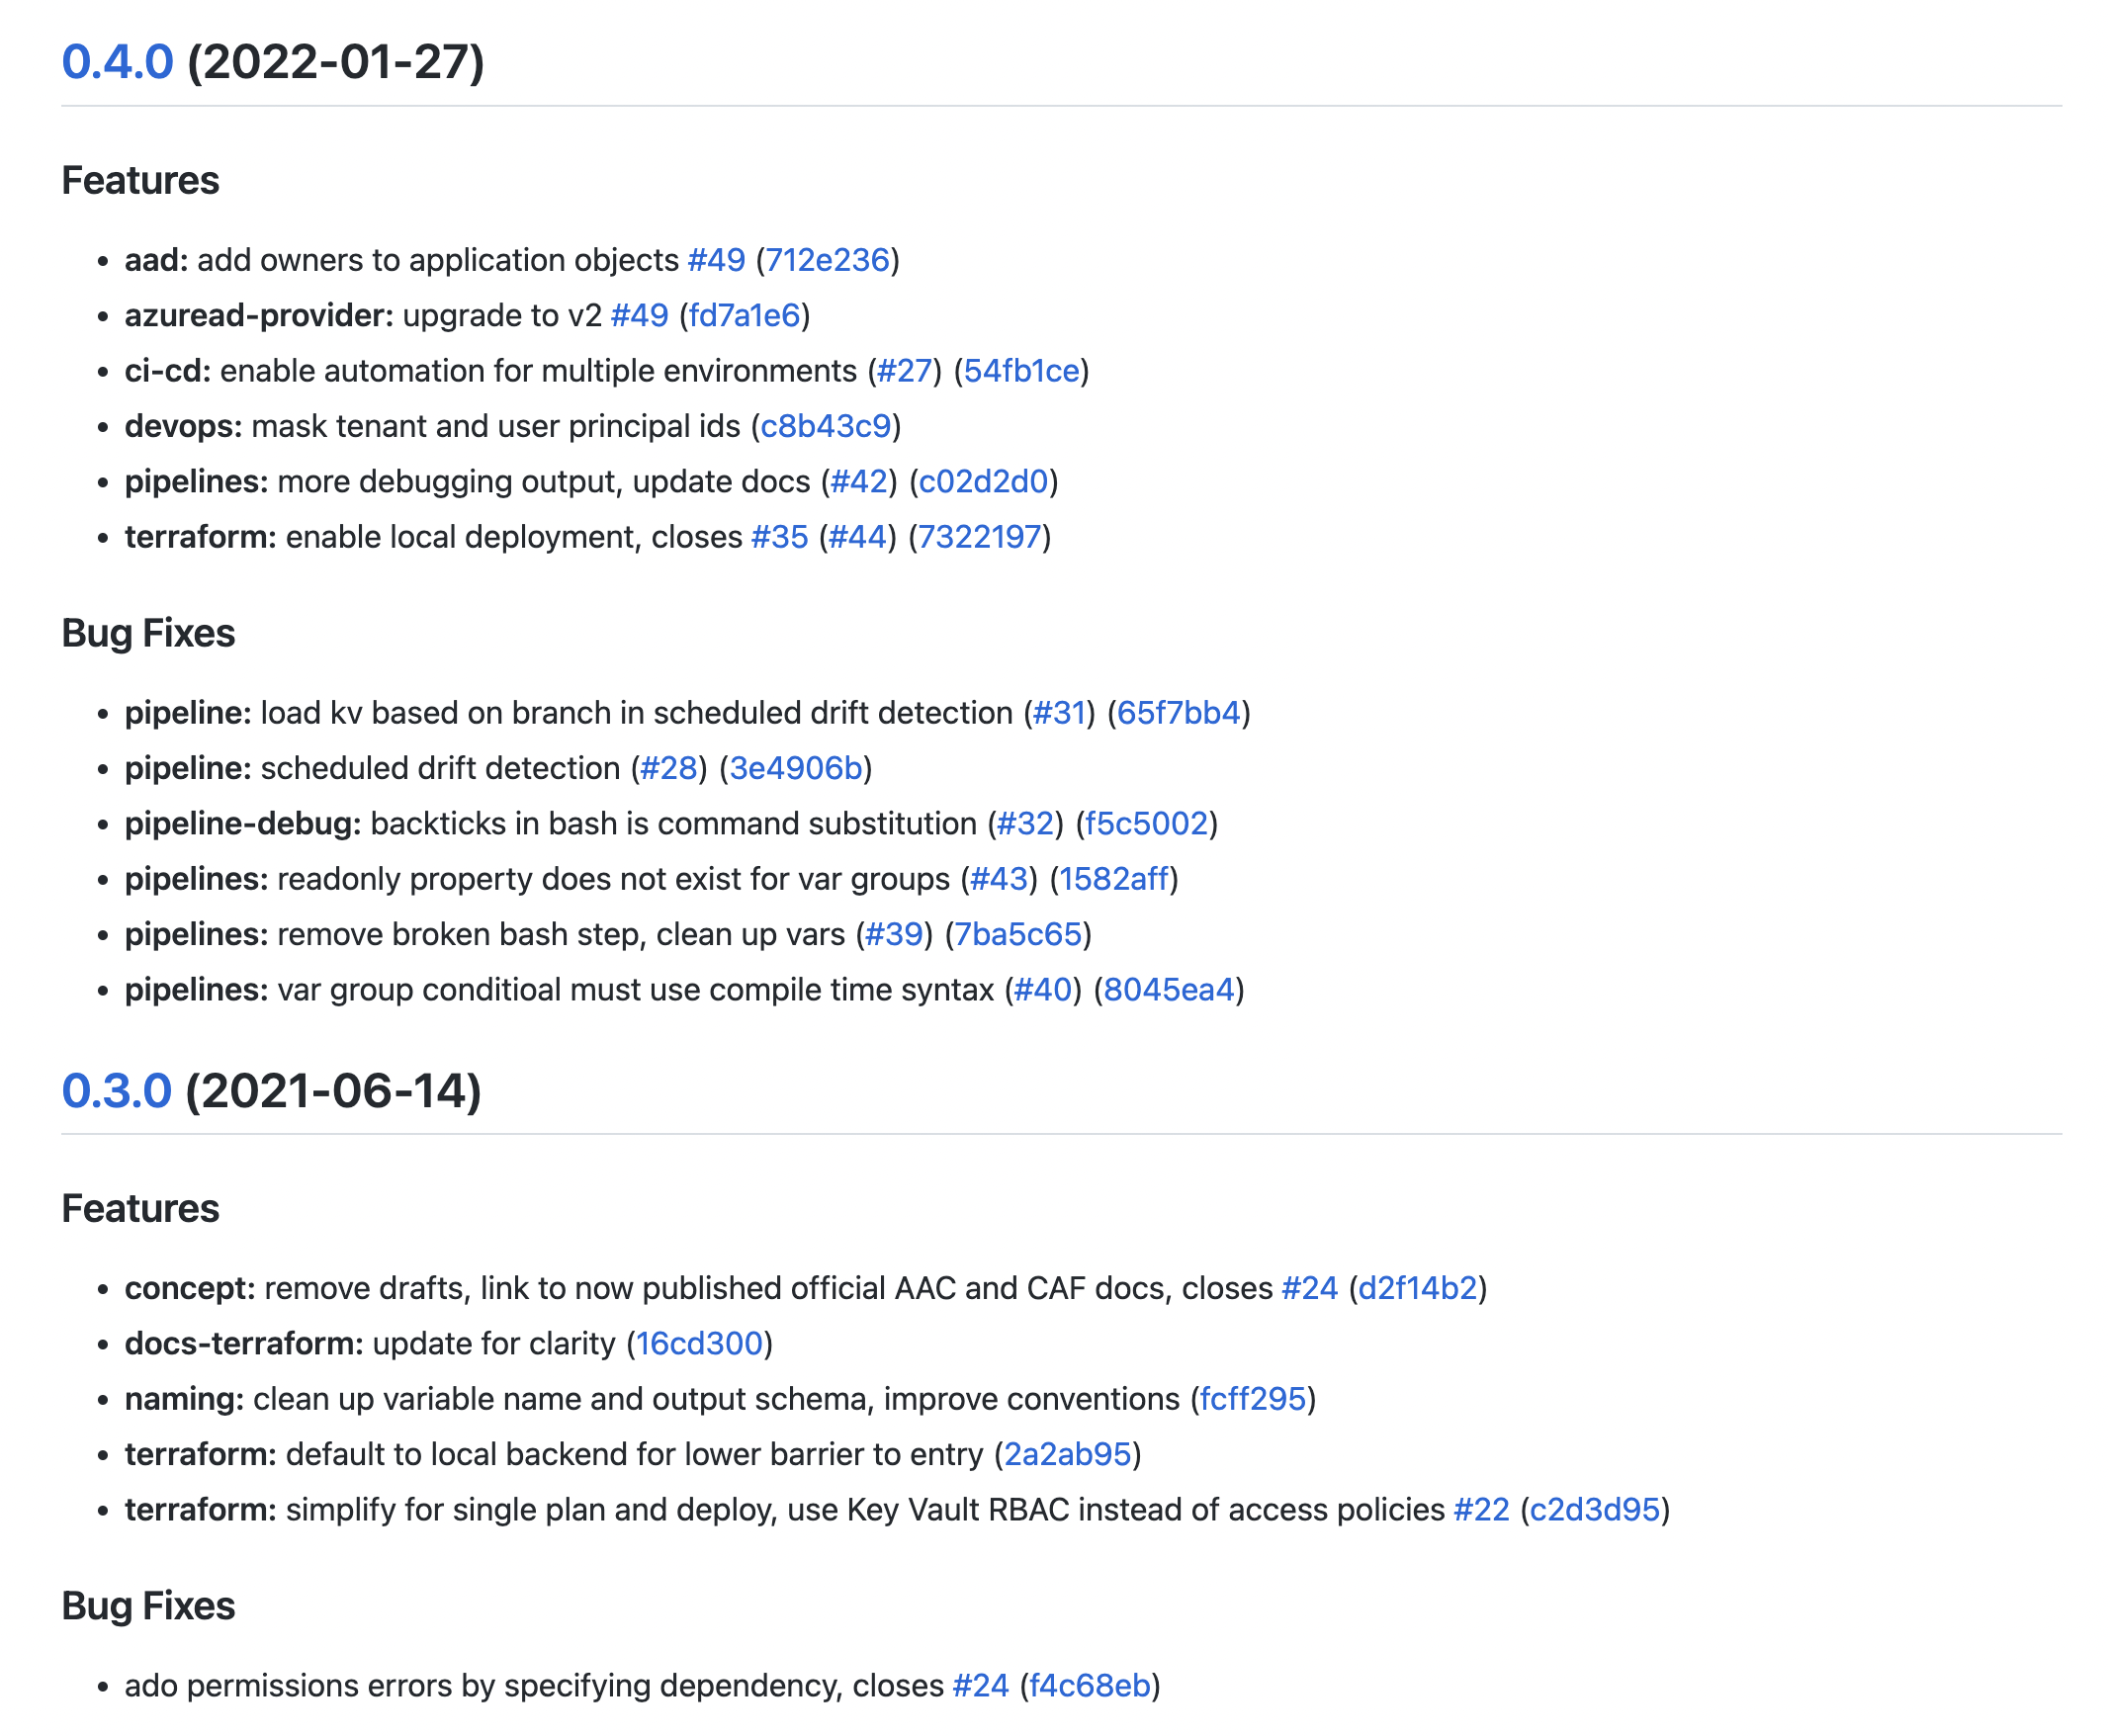 0.4.0 (2022-01-27)
Features
• aad: add owners to application objects #49 (712e236)
• azuread-provider: upgrade to v2 #49 (fd7a1e6)
• ci-cd: enable automation for multiple environments (#27) (54fb1ce)
• devops: mask tenant and user principal ids (c8b43c9)
• pipelines: more debugging output, update docs (#42) (c02d2d0)
• terraform: enable local deployment, closes #35 (#44) (7322197)
Bug Fixes
• pipeline: load kv based on branch in scheduled drift detection (#31) (65f7bb4)
• pipeline: scheduled drift detection (#28) (3e4906b)
• pipeline-debug: backticks in bash is command substitution (#32) (f5c5002)
• pipelines: readonly property does not exist for var groups (#43) (1582aff)
• pipelines: remove broken bash step, clean up vars (#39) (7ba5c65)
• pipelines: var group conditioal must use compile time syntax (#40) (8045ea4)
0.3.0 (2021-06-14)
Features
• concept: remove drafts, link to now published official AAC and CAF docs, closes #24 (d2f14b2)
• docs-terraform: update for clarity (16cd300)
• naming: clean up variable name and output schema, improve conventions (fcff295)
• terraform: default to local backend for lower barrier to entry (2a2ab95)
• terraform: simplify for single plan and deploy, use Key Vault RBAC instead of access policies #22 (c2d3d95)
Bug Fixes
• ado permissions errors by specifying dependency, closes #24 (f4c68eb)